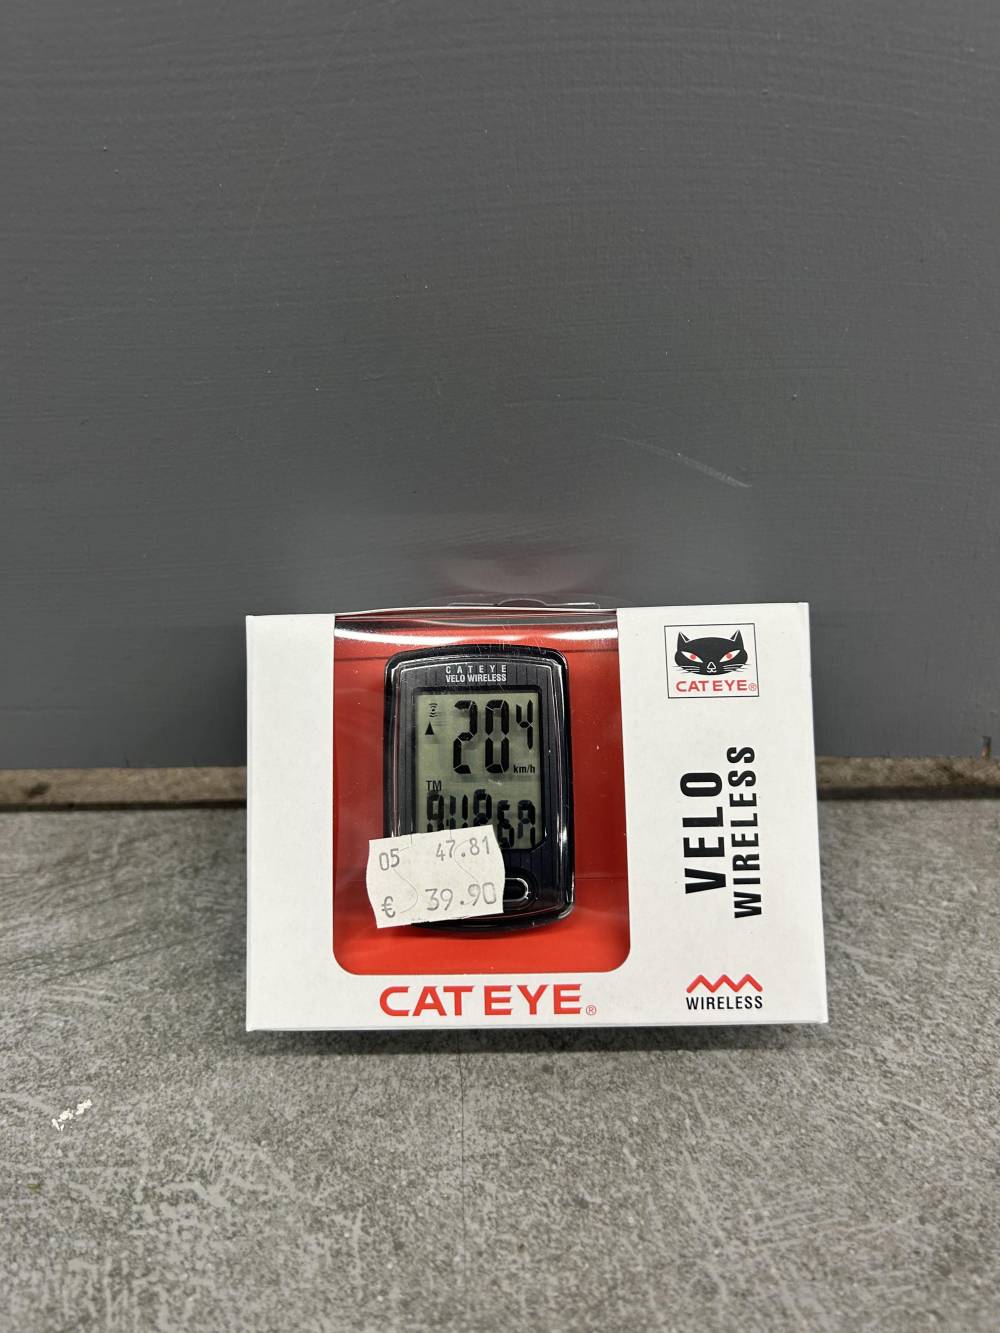 CATEYE
VELO WIRELESS
204
km/h
TM
05 47.81
€ 39.90
CATEYE®
CATEYE®
VELO
WIRELESS
WIRELESS